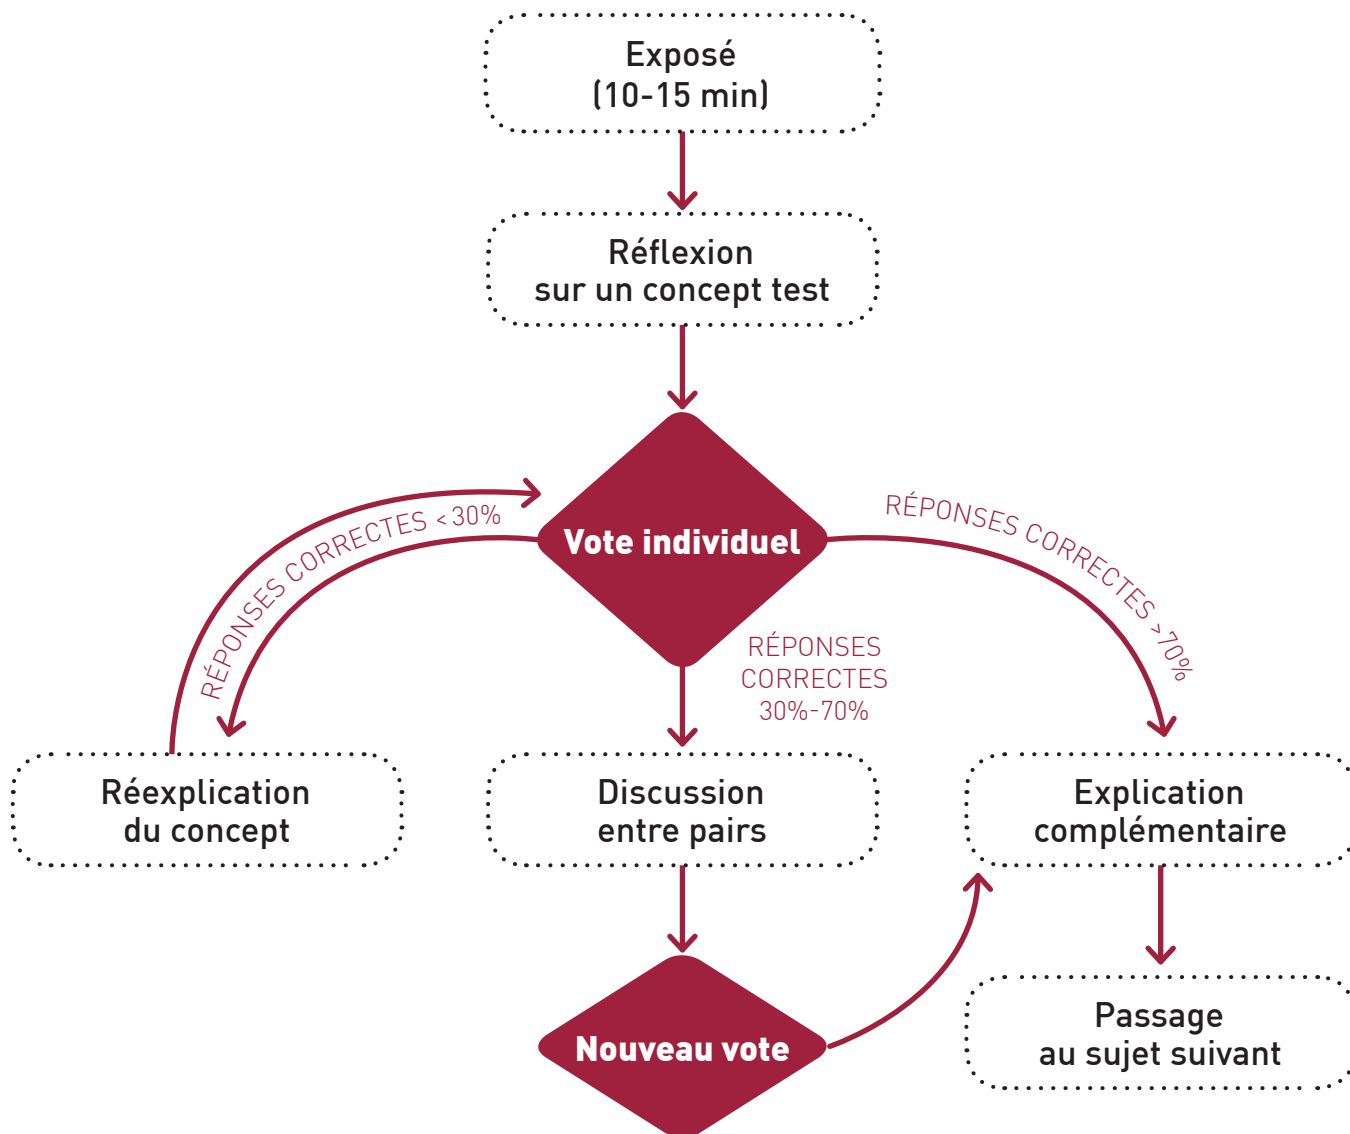 Exposé
(10-15 min)
Réflexion
sur un concept test
Vote individuel
RÉPONSES CORRECTES <30%
RÉPONSES
CORRECTES
30%-70%
RÉPONSES CORRECTES >70%
Réexplication
du concept
Discussion
entre pairs
Explication
complémentaire
Nouveau vote
Passage
au sujet suivant